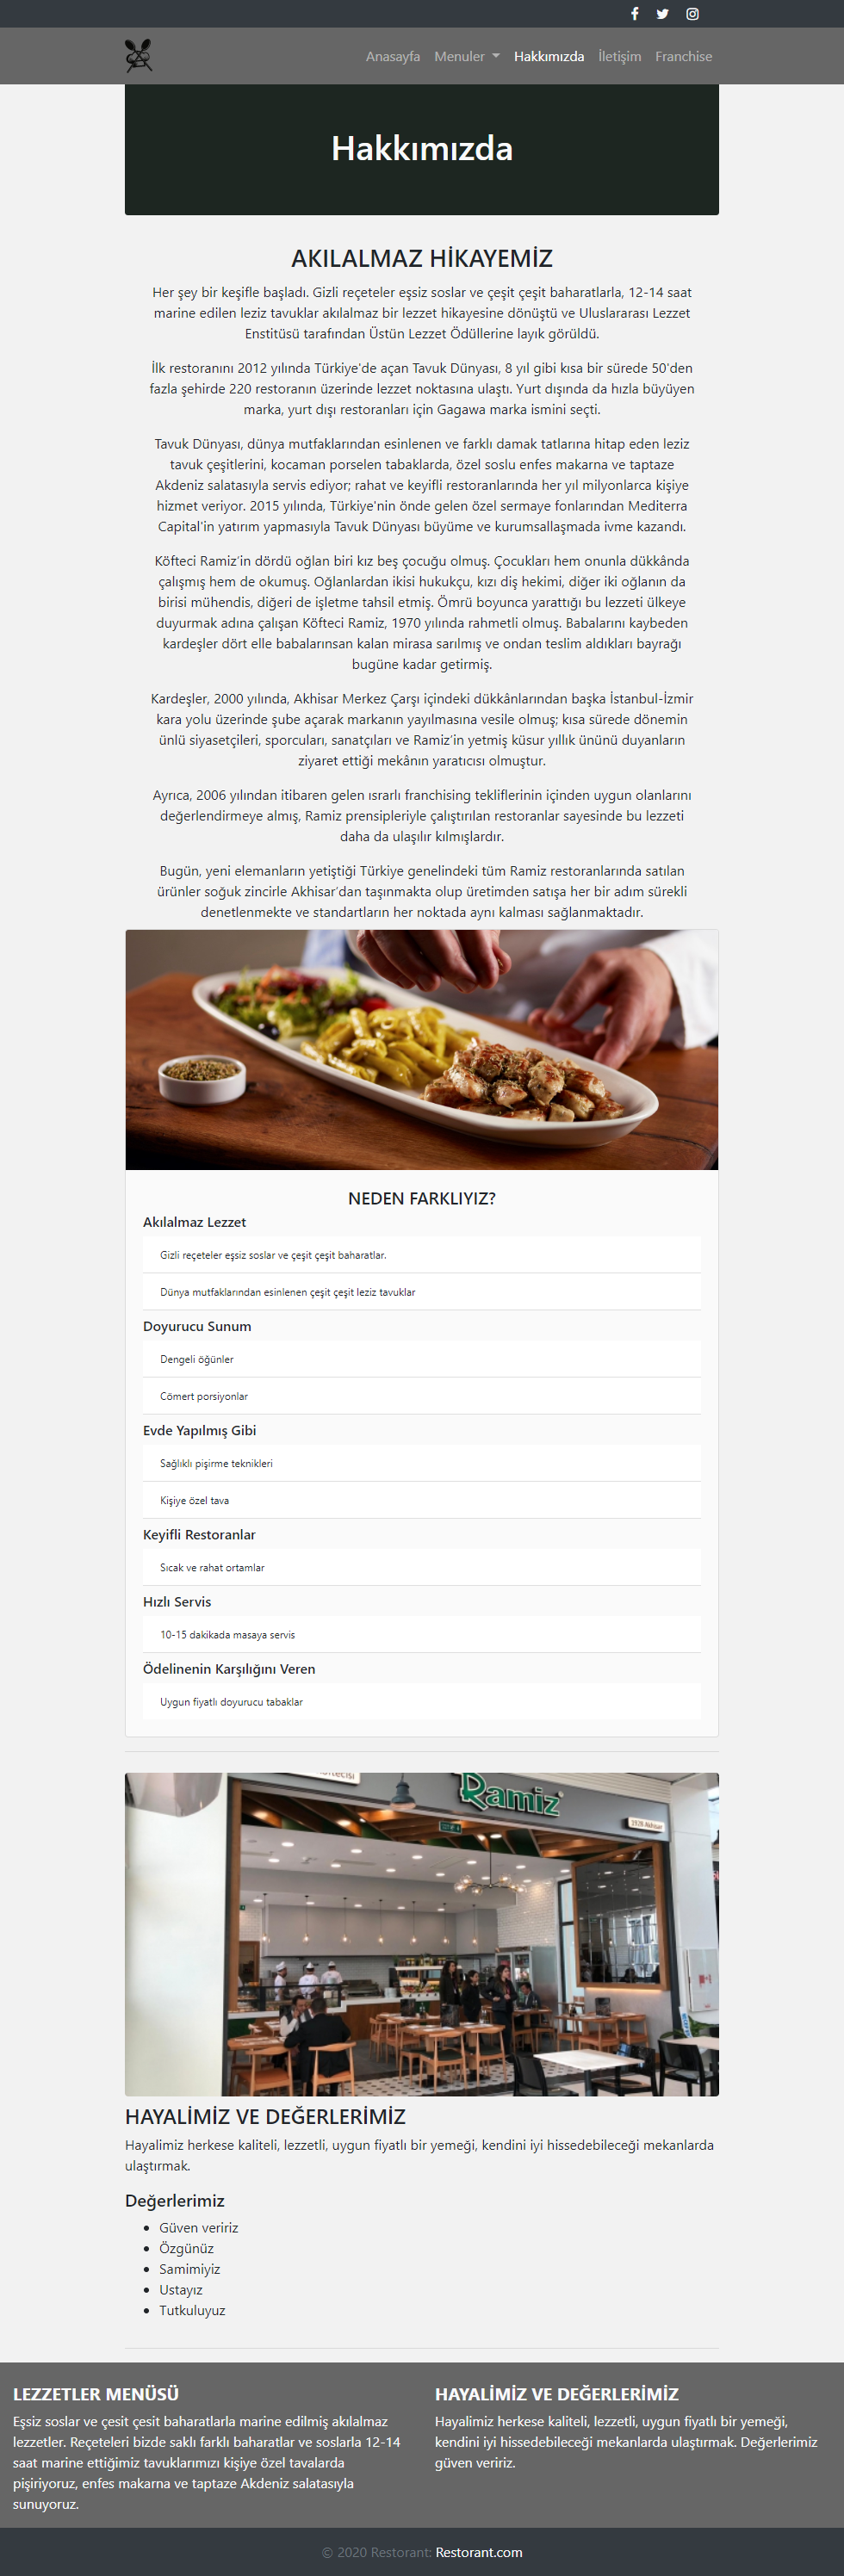 Anasayfa Menuler Hakkımızda İletişim Franchise
Hakkımızda
AKILALMAZ HİKAYEMİZ
Her şey bir keşifle başladı. Gizli reçeteler eşsiz soslar ve çeşit çeşit baharatlarla, 12-14 saat
marine edilen leziz tavuklar akılalmaz bir lezzet hikayesine dönüştü ve Uluslararası Lezzet
Enstitüsü tarafından Üstün Lezzet Ödüllerine layık görüldü.
İlk restoranını 2012 yılında Türkiye'de açan Tavuk Dünyası, 8 yıl gibi kısa bir sürede 50'den
fazla şehirde 220 restoranın üzerinde lezzet noktasına ulaştı. Yurt dışında da hızla büyüyen
marka, yurt dışı restoranları için Gagawa marka ismini seçti.
Tavuk Dünyası, dünya mutfaklarından esinlenen ve farklı damak tatlarına hitap eden leziz
tavuk çeşitlerini, kocaman porselen tabaklarda, özel soslu enfes makarna ve taptaze
Akdeniz salatasıyla servis ediyor; rahat ve keyifli restoranlarında her yıl milyonlarca kişiye
hizmet veriyor. 2015 yılında, Türkiye'nin önde gelen özel sermaye fonlarından Mediterra
Capital'in yatırım yapmasıyla Tavuk Dünyası büyüme ve kurumsallaşmada ivme kazandı.
Köfteci Ramiz’in dördü oğlan biri kız beş çocuğu olmuş. Çocukları hem onunla dükkânda
çalışmış hem de okumuş. Oğlanlardan ikisi hukukçu, kızı diş hekimi, diğer iki oğlanın da
birisi mühendis, diğeri de işletme tahsil etmiş. Ömrü boyunca yarattığı bu lezzeti ülkeye
duyurmak adına çalışan Köfteci Ramiz, 1970 yılında rahmetli olmuş. Babalarını kaybeden
kardeşler dört elle babalarınsan kalan mirasa sarılmış ve ondan teslim aldıkları bayrağı
bugüne kadar getirmiş.
Kardeşler, 2000 yılında, Akhisar Merkez Çarşı içindeki dükkânlarından başka İstanbul-İzmir
kara yolu üzerinde şube açarak markanın yayılmasına vesile olmuş; kısa sürede dönemin
ünlü siyasetçileri, sporcuları, sanatçıları ve Ramiz’in yetmiş küsur yıllık ününü duyanların
ziyaret ettiği mekânın yaratıcısı olmuştur.
Ayrıca, 2006 yılından itibaren gelen ısrarlı franchising tekliflerinin içinden uygun olanlarını
değerlendirmeye almış, Ramiz prensipleriyle çalıştırılan restoranlar sayesinde bu lezzeti
daha da ulaşılır kılmışlardır.
Bugün, yeni elemanların yetiştiği Türkiye genelindeki tüm Ramiz restoranlarında satılan
ürünler soğuk zincirle Akhisar’dan taşınmakta olup üretimden satışa her bir adım sürekli
denetlenmekte ve standartların her noktada aynı kalması sağlanmaktadır.
NEDEN FARKLIYIZ?
Akılalmaz Lezzet
Gizli reçeteler eşsiz soslar ve çeşit çeşit baharatlar.
Dünya mutfaklarından esinlenen çeşit çeşit leziz tavuklar
Doyurucu Sunum
Dengeli öğünler
Cömert porsiyonlar
Evde Yapılmış Gibi
Sağlıklı pişirme teknikleri
Kişiye özel tava
Keyifli Restoranlar
Sıcak ve rahat ortamlar
Hızlı Servis
10-15 dakikada masaya servis
Ödelinenin Karşılığını Veren
Uygun fiyatlı doyurucu tabaklar
Ramiz
1928 Akhisar
HAYALİMİZ VE DEĞERLERİMİZ
Hayalimiz herkese kaliteli, lezzetli, uygun fiyatlı bir yemeği, kendini iyi hissedebileceği mekanlarda
ulaştırmak.
Değerlerimiz
Güven veririz
Özgünüz
Samimiyiz
Ustayız
Tutkuluyuz
LEZZETLER MENÜSÜ
Eşsiz soslar ve çesit çesit baharatlarla marine edilmiş akılalmaz
lezzetler. Reçeteleri bizde saklı farklı baharatlar ve soslarla 12-14
saat marine ettiğimiz tavuklarımızı kişiye özel tavalarda
pişiriyoruz, enfes makarna ve taptaze Akdeniz salatasıyla
sunuyoruz.
HAYALİMİZ VE DEĞERLERİMİZ
Hayalimiz herkese kaliteli, lezzetli, uygun fiyatlı bir yemeği,
kendini iyi hissedebileceği mekanlarda ulaştırmak. Değerlerimiz
güven veririz.
© 2020 Restorant: Restorant.com